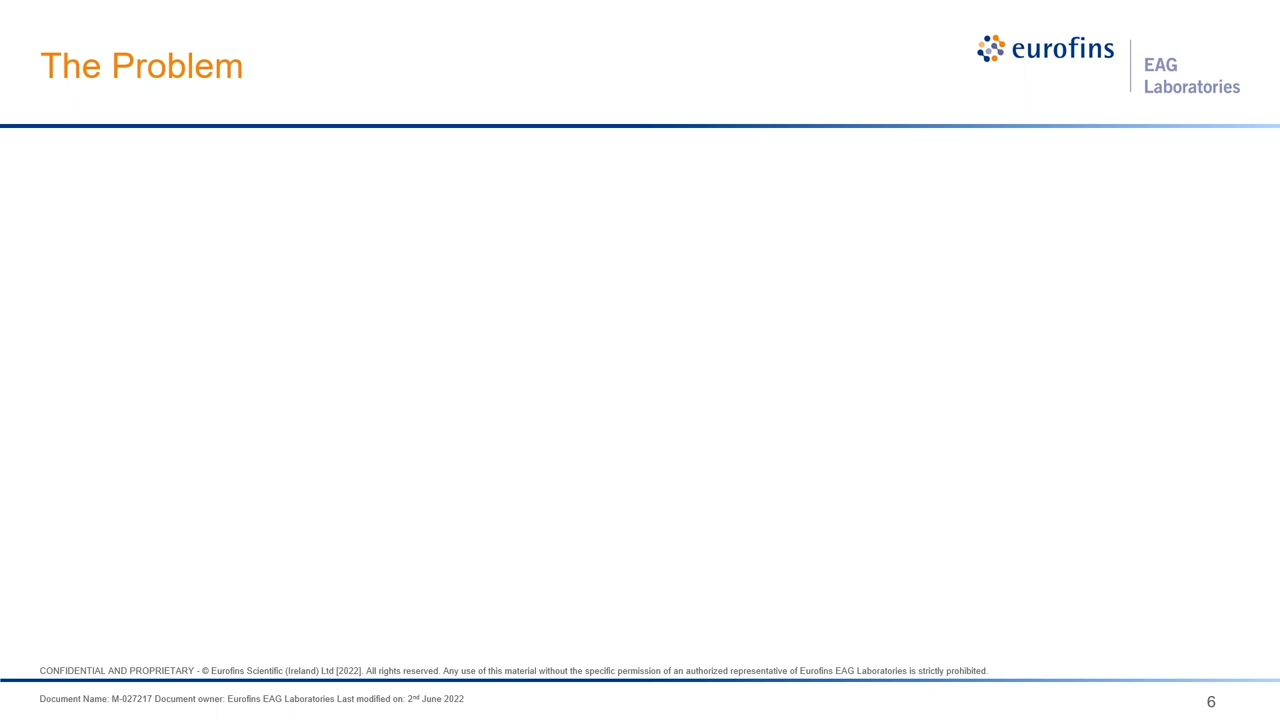 The Problem
eurofins
EAG
Laboratories
CONFIDENTIAL AND PROPRIETARY - © Eurofins Scientific (Ireland) Ltd [2022]. All rights reserved. Any use of this material without the specific permission of an authorized representative of Eurofins EAG Laboratories is strictly prohibited.
Document Name: M-027217 Document owner: Eurofins EAG Laboratories Last modified on: 2nd June 2022
6